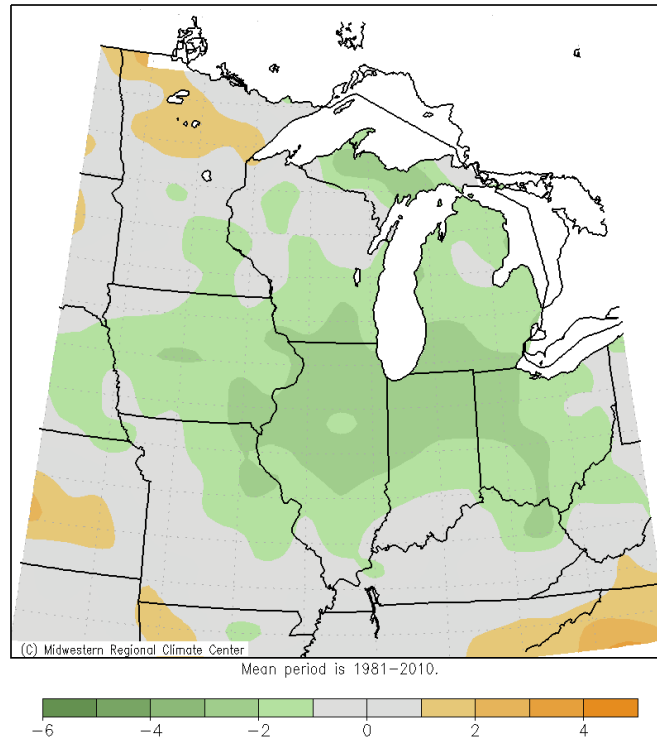 (C) Midwestern Regional Climate Center
Mean period is 1981−2010.
−6 −4 −2 0 2 4